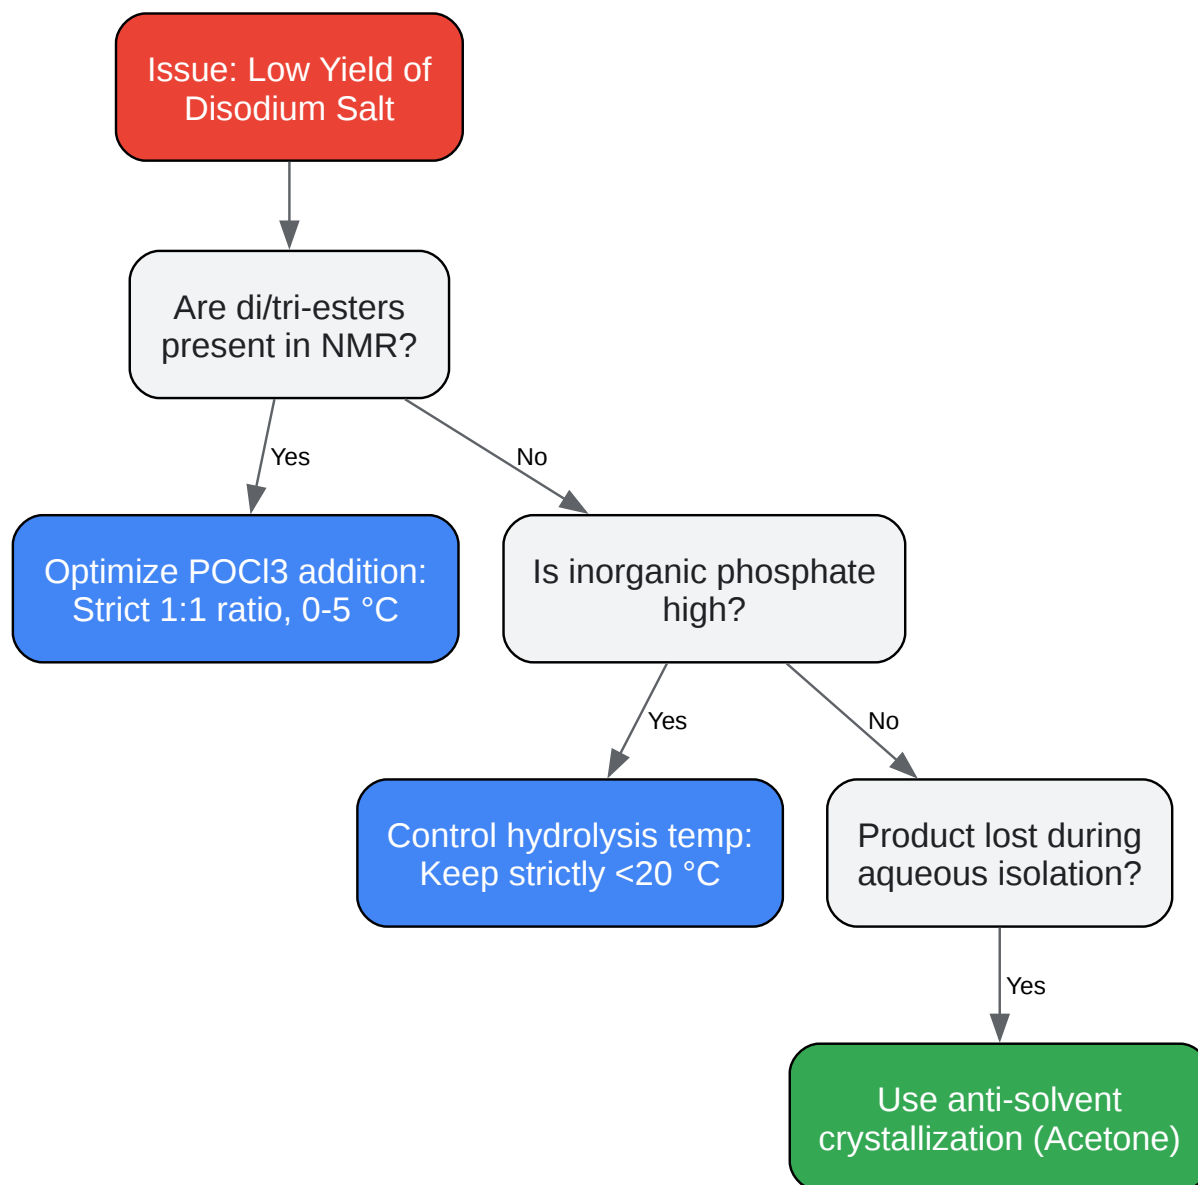 Issue: Low Yield of
Disodium Salt
Are di/tri-esters
present in NMR?
Yes
No
Optimize POCl3 addition:
Strict 1:1 ratio, 0-5 °C
Is inorganic phosphate
high?
Yes
No
Control hydrolysis temp:
Keep strictly <20 °C
Product lost during
aqueous isolation?
Yes
Use anti-solvent
crystallization (Acetone)